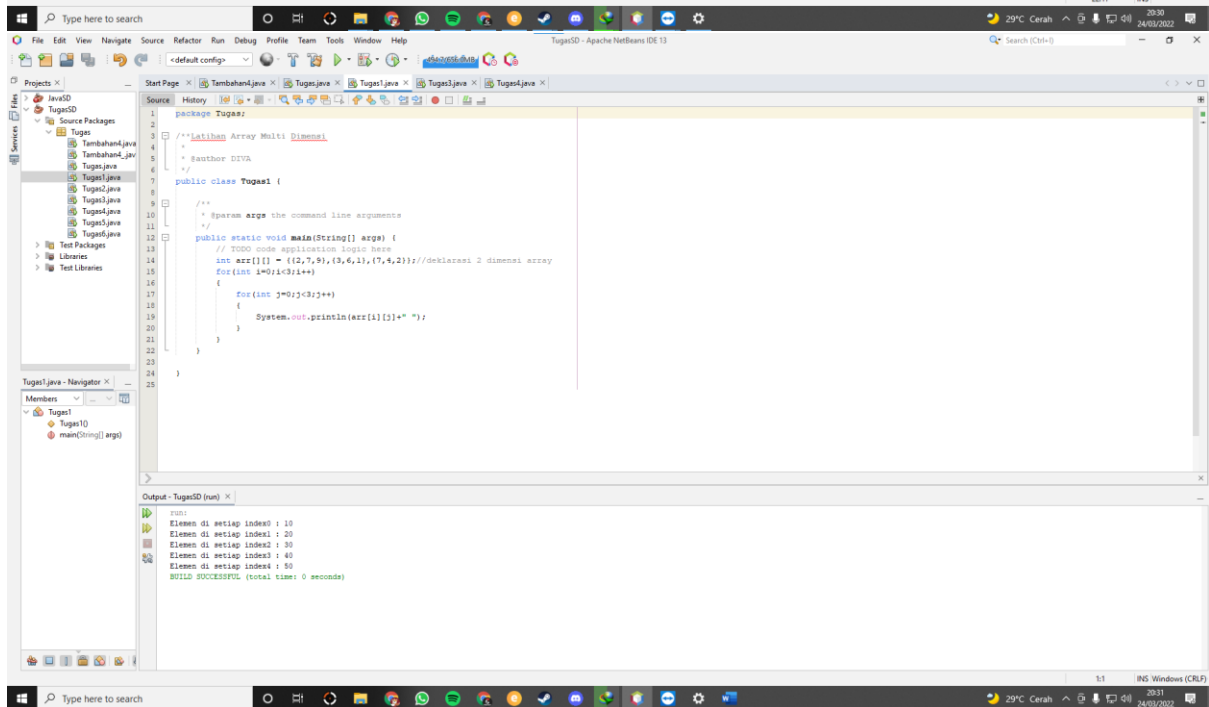 22:11 INS
Type here to search
29°C Cerah
20:30
24/03/2022
File Edit View Navigate Source Refactor Run Debug Profile Team Tools Window Help
TugasSD - Apache NetBeans IDE 13
Search (Ctrl+I)
<default config>
Projects
Start Page Tambahan4.java Tugas.java Tugas1.java Tugas3.java Tugas4.java
Files
Services
JavaSD
TugasSD
Source Packages
Tugas
Tambahan4.java
Tambahan4_.jav
Tugas.java
Tugas1.java
Tugas2.java
Tugas3.java
Tugas4.java
Tugas5.java
Tugas6.java
Test Packages
Libraries
Test Libraries
Source History
1 package Tugas;
2
3 /**Latihan Array Multi Dimensi
4 *
5 * @author DIVA
6 */
7 public class Tugas1 {
8
9 /**
10 * @param args the command line arguments
11 */
12 public static void main(String[] args) {
13 // TODO code application logic here
14 int arr[][] = {{2,7,9},{3,6,1},{7,4,2}};//deklarasi 2 dimensi array
15 for(int i=0;i<3;i++)
16 {
17 for(int j=0;j<3;j++)
18 {
19 System.out.println(arr[i][j]+" ");
20 }
21 }
22 }
23
24 }
25
Tugas1.java - Navigator
Members
Tugas1
Tugas1()
main(String[] args)
Output - TugasSD (run)
run:
Elemen di setiap index0 : 10
Elemen di setiap index1 : 20
Elemen di setiap index2 : 30
Elemen di setiap index3 : 40
Elemen di setiap index4 : 50
BUILD SUCCESSFUL (total time: 0 seconds)
1:1 INS Windows (CRLF)
Type here to search
29°C Cerah
20:31
24/03/2022